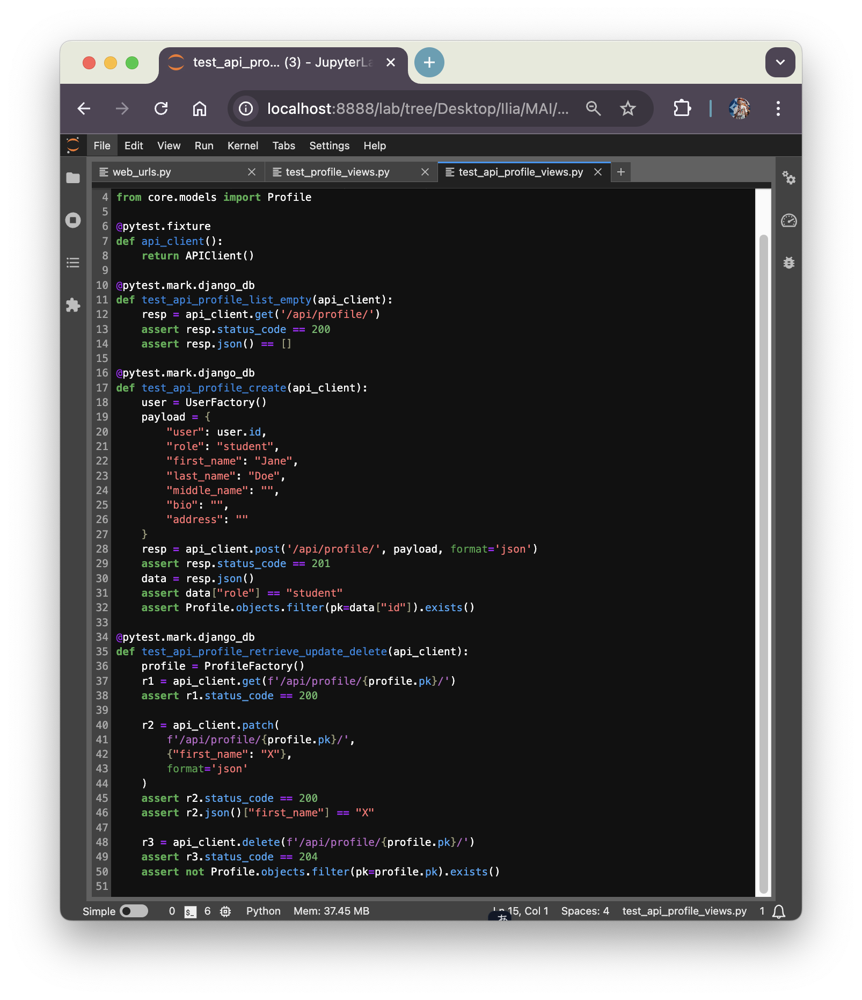 test_api_pro... (3) - JupyterLa
localhost:8888/lab/tree/Desktop/Ilia/MAI/...
File Edit View Run Kernel Tabs Settings Help
web_urls.py test_profile_views.py test_api_profile_views.py
4 from core.models import Profile
5
6 @pytest.fixture
7 def api_client():
8     return APIClient()
9
10 @pytest.mark.django_db
11 def test_api_profile_list_empty(api_client):
12     resp = api_client.get('/api/profile/')
13     assert resp.status_code == 200
14     assert resp.json() == []
15
16 @pytest.mark.django_db
17 def test_api_profile_create(api_client):
18     user = UserFactory()
19     payload = {
20         "user": user.id,
21         "role": "student",
22         "first_name": "Jane",
23         "last_name": "Doe",
24         "middle_name": "",
25         "bio": "",
26         "address": ""
27     }
28     resp = api_client.post('/api/profile/', payload, format='json')
29     assert resp.status_code == 201
30     data = resp.json()
31     assert data["role"] == "student"
32     assert Profile.objects.filter(pk=data["id"]).exists()
33
34 @pytest.mark.django_db
35 def test_api_profile_retrieve_update_delete(api_client):
36     profile = ProfileFactory()
37     r1 = api_client.get(f'/api/profile/{profile.pk}/')
38     assert r1.status_code == 200
39
40     r2 = api_client.patch(
41         f'/api/profile/{profile.pk}/',
42         {"first_name": "X"},
43         format='json'
44     )
45     assert r2.status_code == 200
46     assert r2.json()["first_name"] == "X"
47
48     r3 = api_client.delete(f'/api/profile/{profile.pk}/')
49     assert r3.status_code == 204
50     assert not Profile.objects.filter(pk=profile.pk).exists()
51
Simple 0 $_ 6 Python Mem: 37.45 MB Ln 15, Col 1 Spaces: 4 test_api_profile_views.py 1